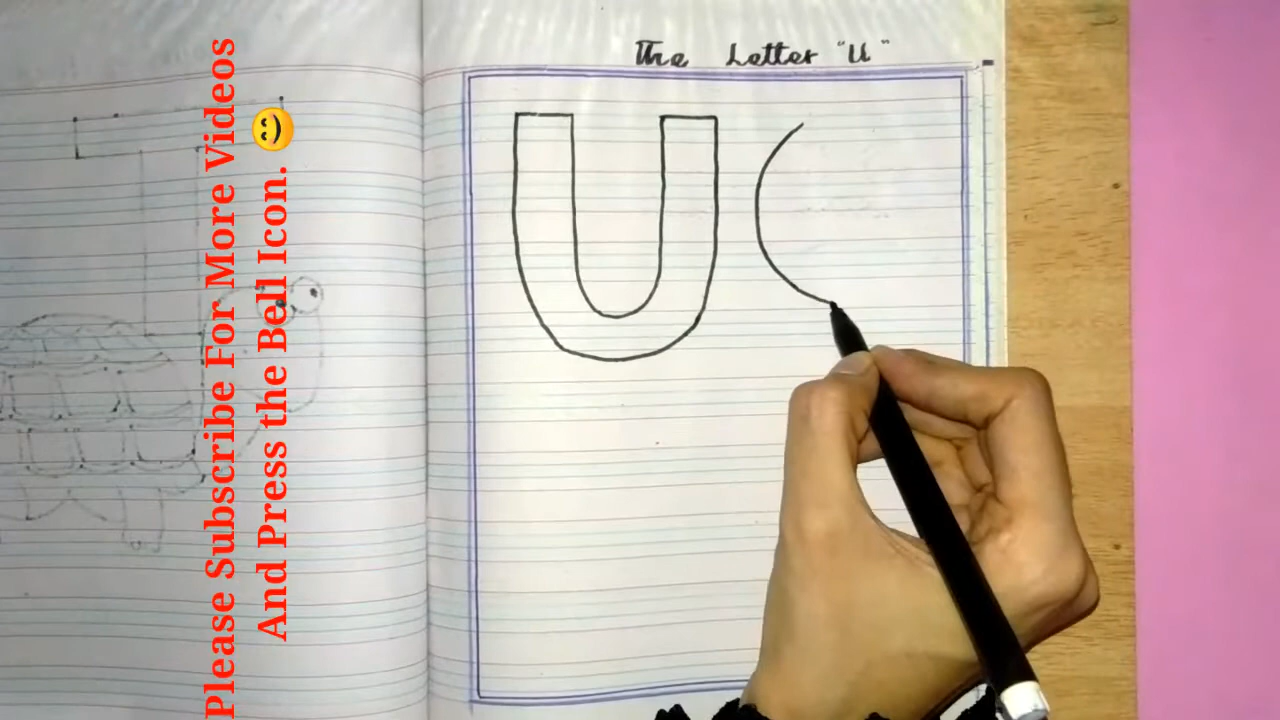 The Letter "U"
U
Please Subscribe For More Videos
And Press the Bell Icon.